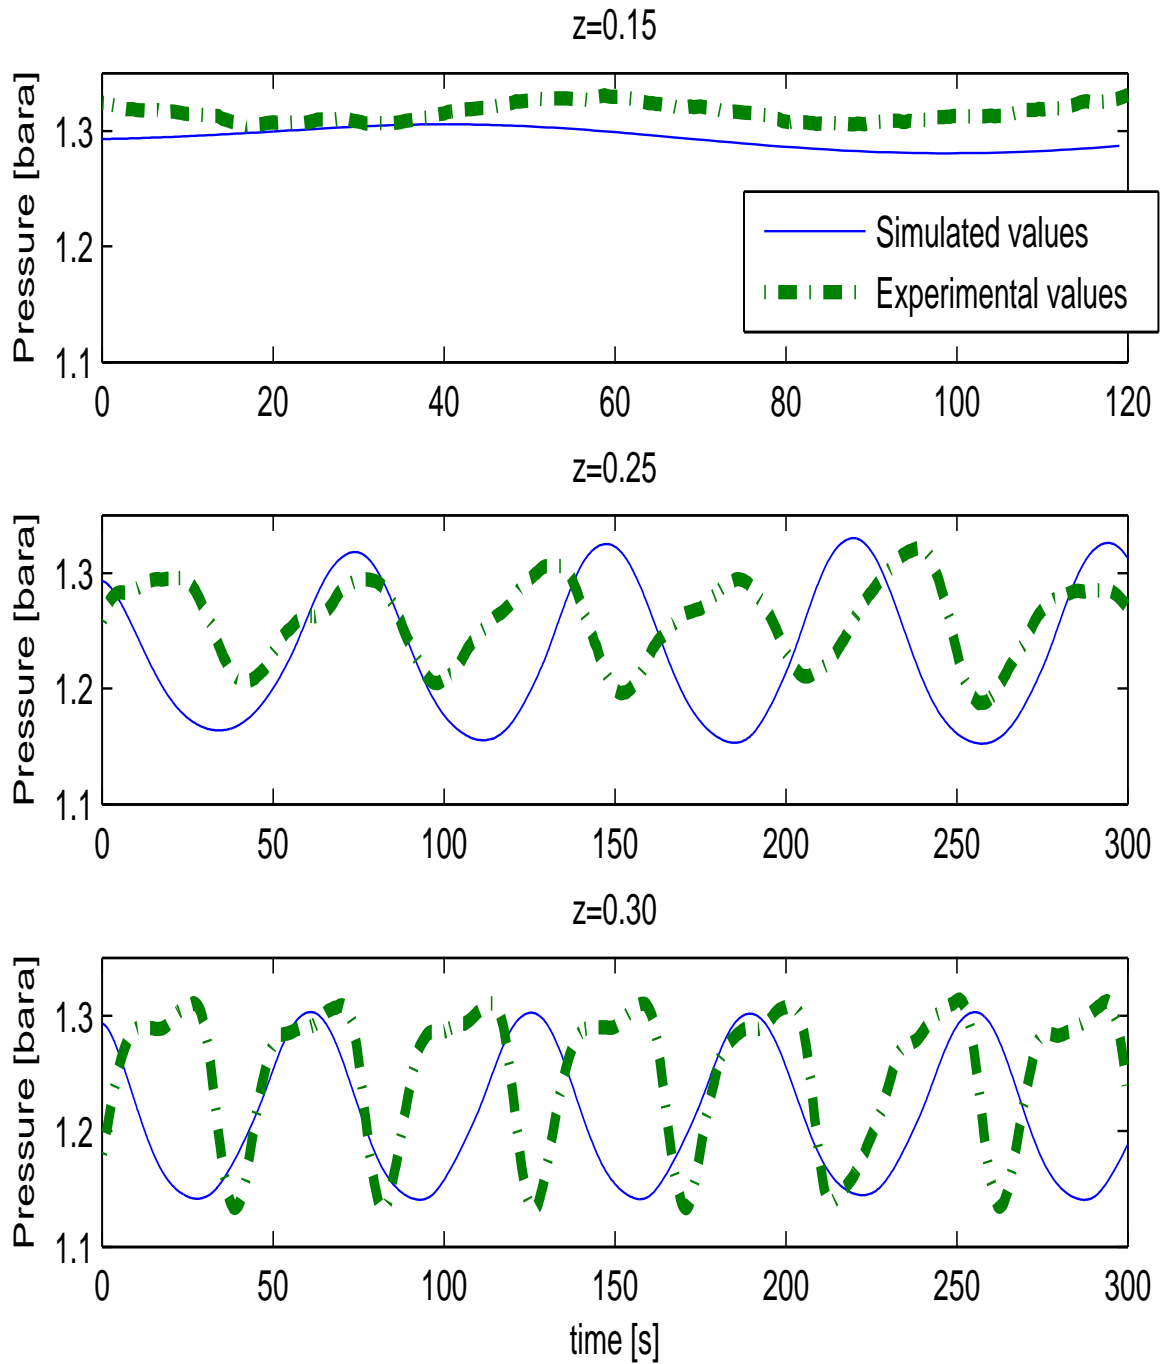 z=0.15
Pressure [bara]
1.3
1.2
1.1
Simulated values
Experimental values
0 20 40 60 80 100 120
z=0.25
Pressure [bara]
1.3
1.2
1.1
0 50 100 150 200 250 300
z=0.30
Pressure [bara]
1.3
1.2
1.1
0 50 100 150 200 250 300
time [s]